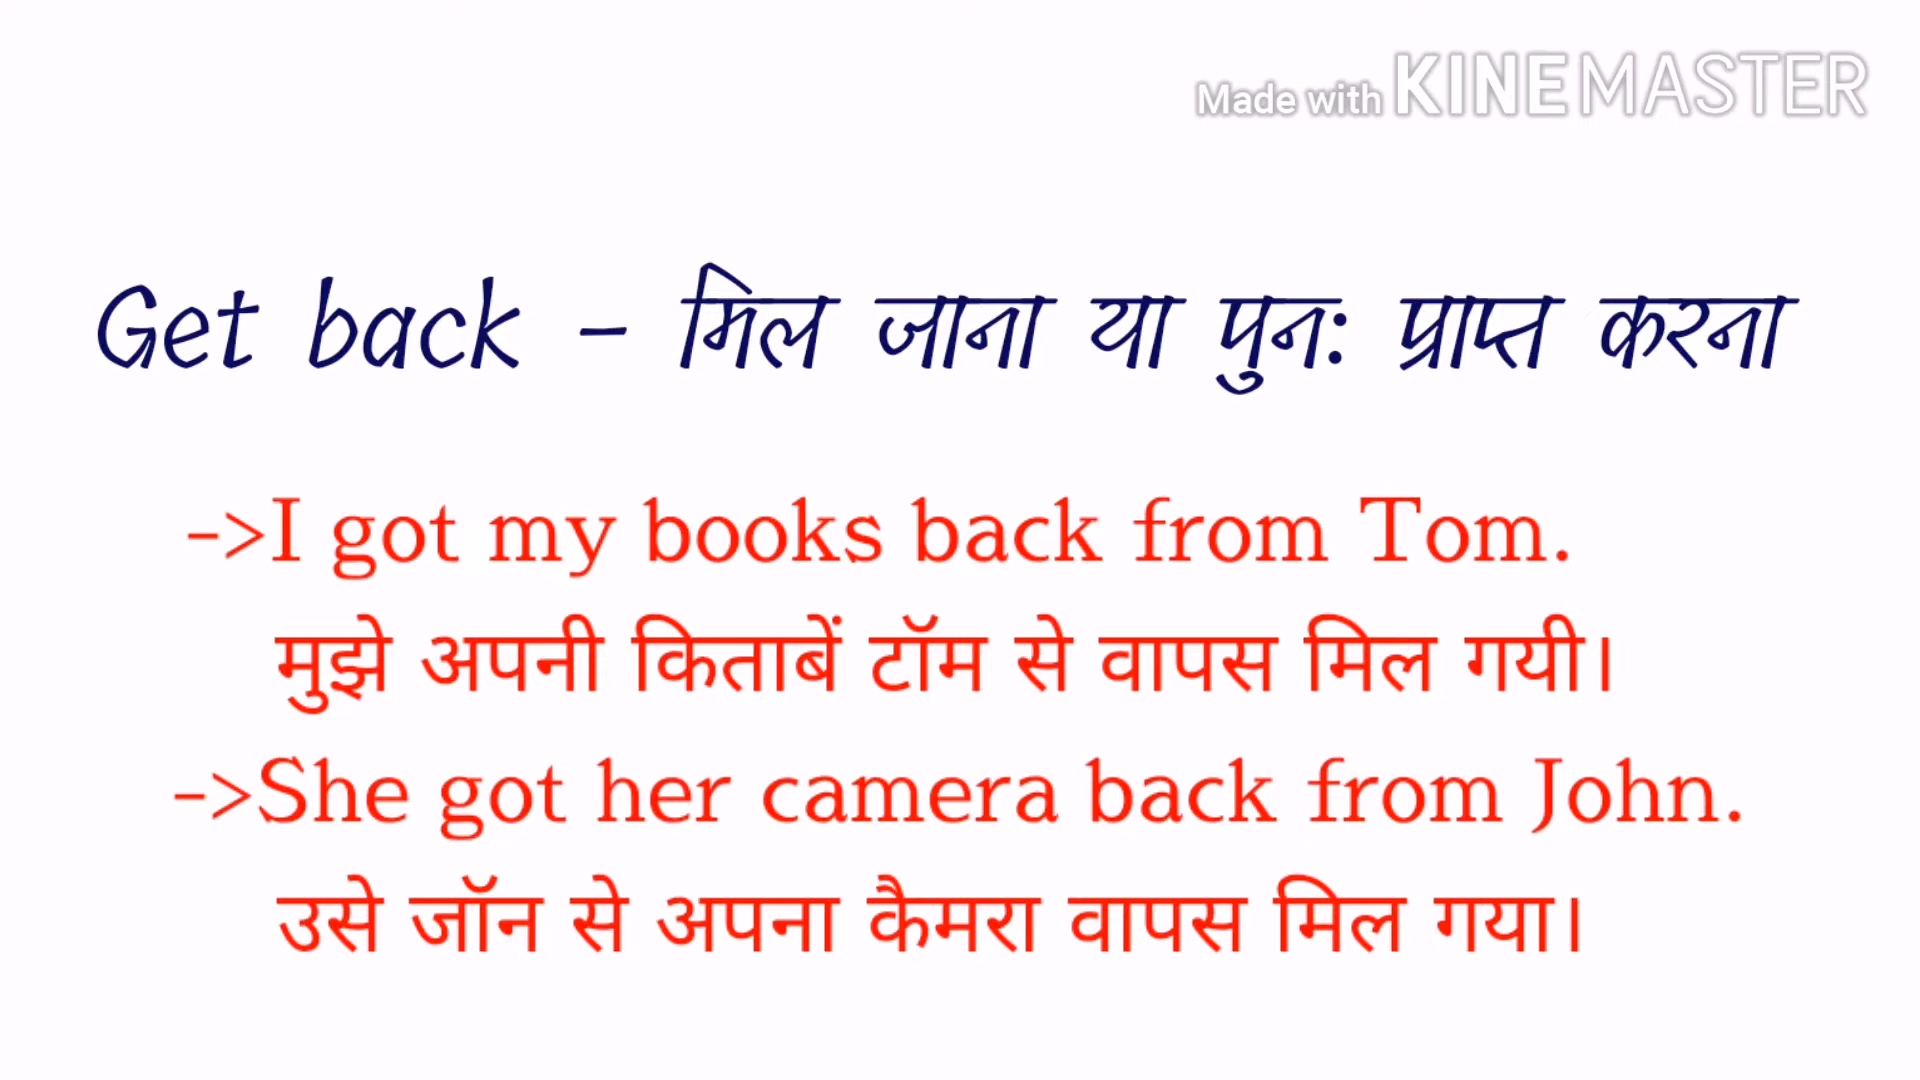 Made with KINEMASTER
Get back - मिल जाना या पुनः प्राप्त करना
->I got my books back from Tom.
मुझे अपनी किताबें टॉम से वापस मिल गयी।
->She got her camera back from John.
उसे जॉन से अपना कैमरा वापस मिल गया।